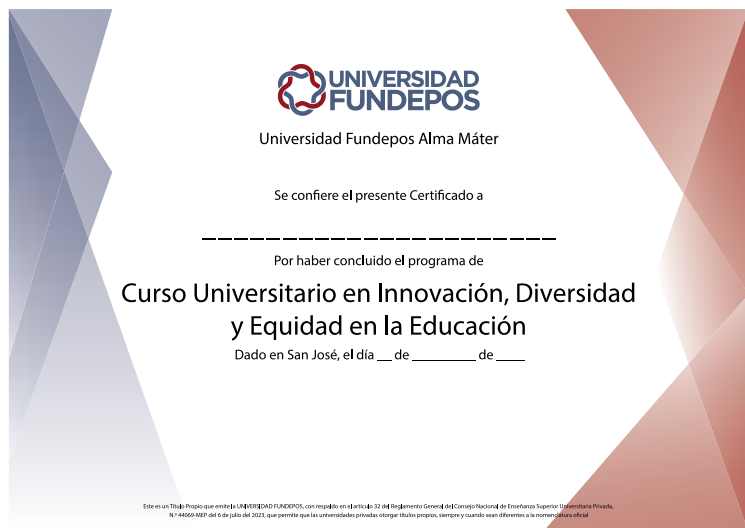 UNIVERSIDAD
FUNDEPOS
Universidad Fundepos Alma Máter
Se confiere el presente Certificado a
Por haber concluido el programa de
Curso Universitario en Innovación, Diversidad
y Equidad en la Educación
Dado en San José, el día __ de ________ de ____
Este es un Título Propio que emite la UNIVERSIDAD FUNDEPOS, con respaldo en el artículo 32 del Reglamento General del Consejo Nacional de Enseñanza Superior Universitaria Privada,
N.º 44069-MEP del 6 de julio del 2023, que permite que las universidades privadas otorgar títulos propios, siempre y cuando sean diferentes a la nomenclatura oficial